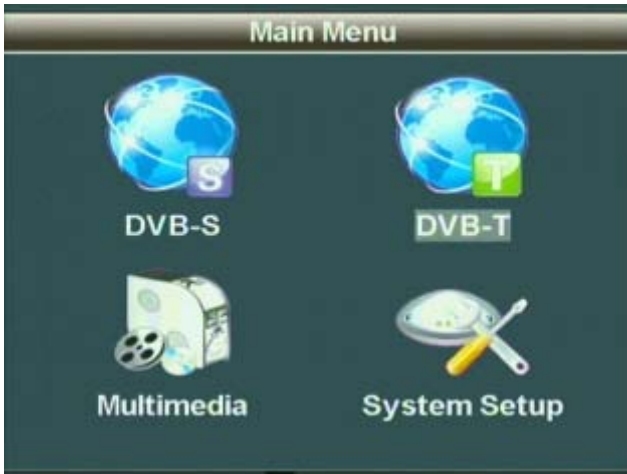 Main Menu
S
T
DVB-S
DVB-T
Multimedia
System Setup